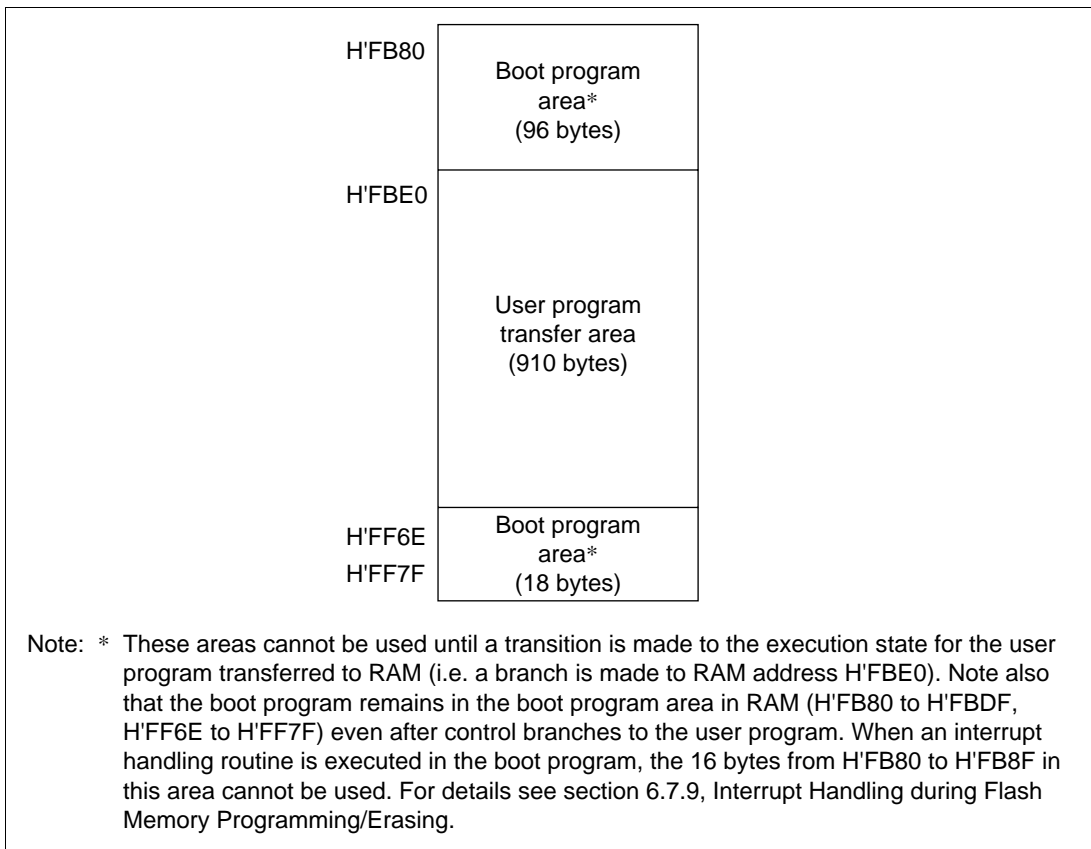 H'FB80
Boot program
area*
(96 bytes)
H'FBE0
User program
transfer area
(910 bytes)
H'FF6E
H'FF7F
Boot program
area*
(18 bytes)
Note: * These areas cannot be used until a transition is made to the execution state for the user
program transferred to RAM (i.e. a branch is made to RAM address H'FBE0). Note also
that the boot program remains in the boot program area in RAM (H'FB80 to H'FBDF,
H'FF6E to H'FF7F) even after control branches to the user program. When an interrupt
handling routine is executed in the boot program, the 16 bytes from H'FB80 to H'FB8F in
this area cannot be used. For details see section 6.7.9, Interrupt Handling during Flash
Memory Programming/Erasing.